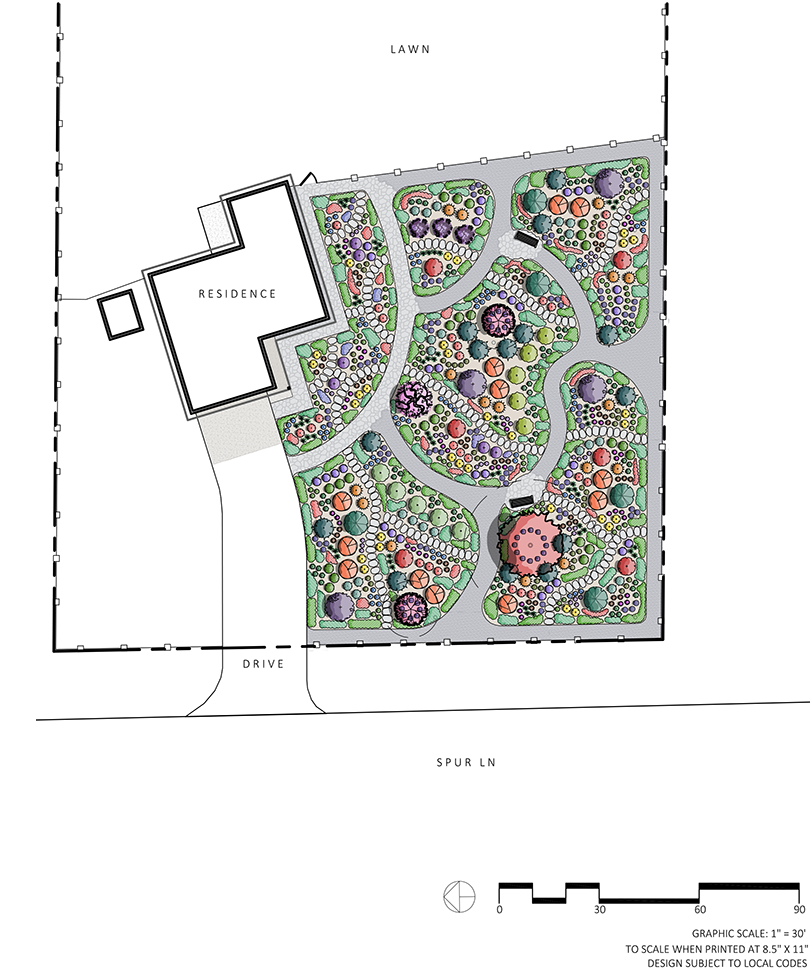 LAWN
RESIDENCE
DRIVE
SPUR LN
0 30 60 90
GRAPHIC SCALE: 1" = 30'
TO SCALE WHEN PRINTED AT 8.5" X 11"
DESIGN SUBJECT TO LOCAL CODES